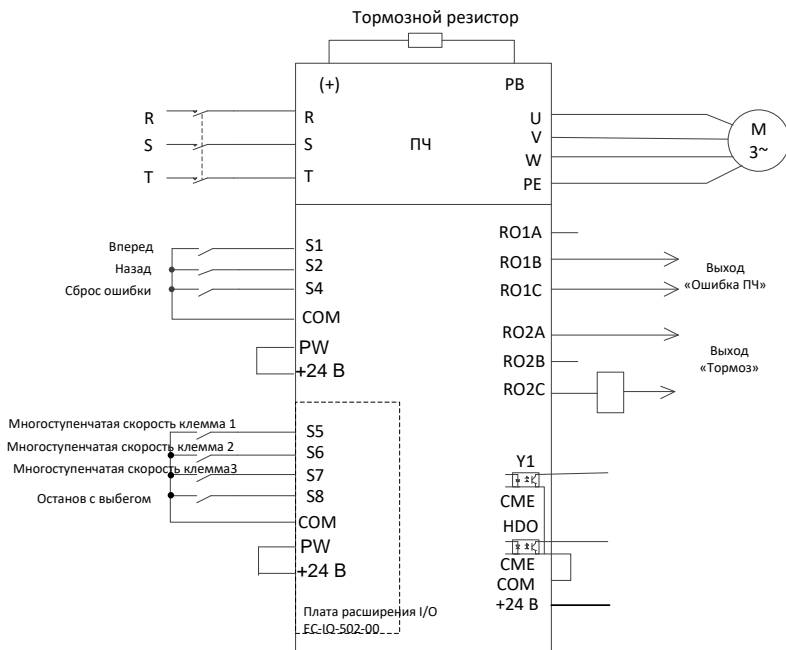 Тормозной резистор
(+)
PB
R
R
U
M
3~
S
S
ПЧ
V
T
T
W
PE
Вперед
S1
RO1A
Назад
S2
RO1B
Выход
«Ошибка ПЧ»
Сброс ошибки
S4
RO1C
COM
RO2A
PW
RO2B
Выход
«Тормоз»
+24 В
RO2C
Многоступенчатая скорость клемма 1
S5
Многоступенчатая скорость клемма 2
S6
Многоступенчатая скорость клемма3
S7
Y1
Останов с выбегом
S8
CME
COM
HDO
PW
CME
+24 В
COM
+24 В
Плата расширения I/O
EC-IO-502-00